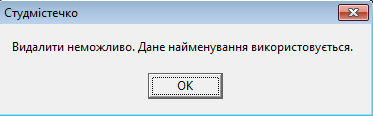 Студмістечко
Видалити неможливо. Дане найменування використовується.
OK